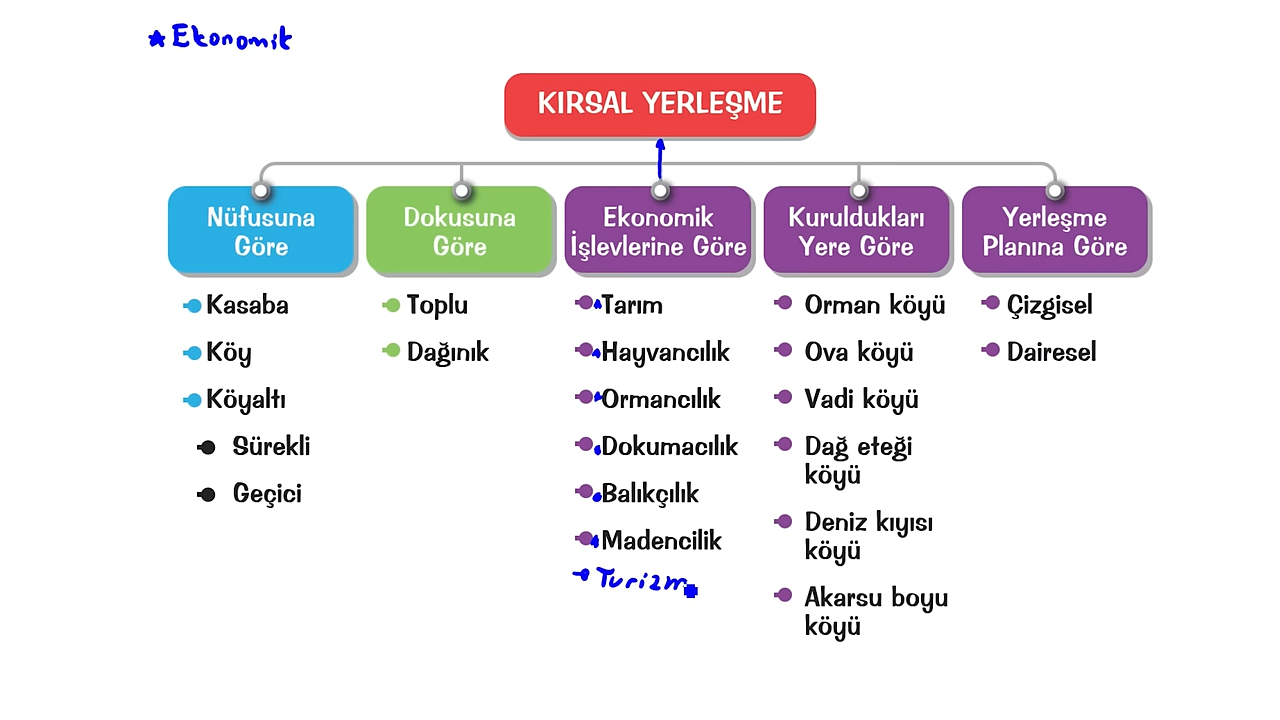 ★ Ekonomik
KIRSAL YERLEŞME
Nüfusuna
Göre
Kasaba
Köy
Köyaltı
Sürekli
Geçici
Dokusuna
Göre
Toplu
Dağınık
Ekonomik
İşlevlerine Göre
Tarım
Hayvancılık
Ormancılık
Dokumacılık
Balıkçılık
Madencilik
Turizm
Kuruldukları
Yere Göre
Orman köyü
Ova köyü
Vadi köyü
Dağ eteği
köyü
Deniz kıyısı
köyü
Akarsu boyu
köyü
Yerleşme
Planına Göre
Çizgisel
Dairesel